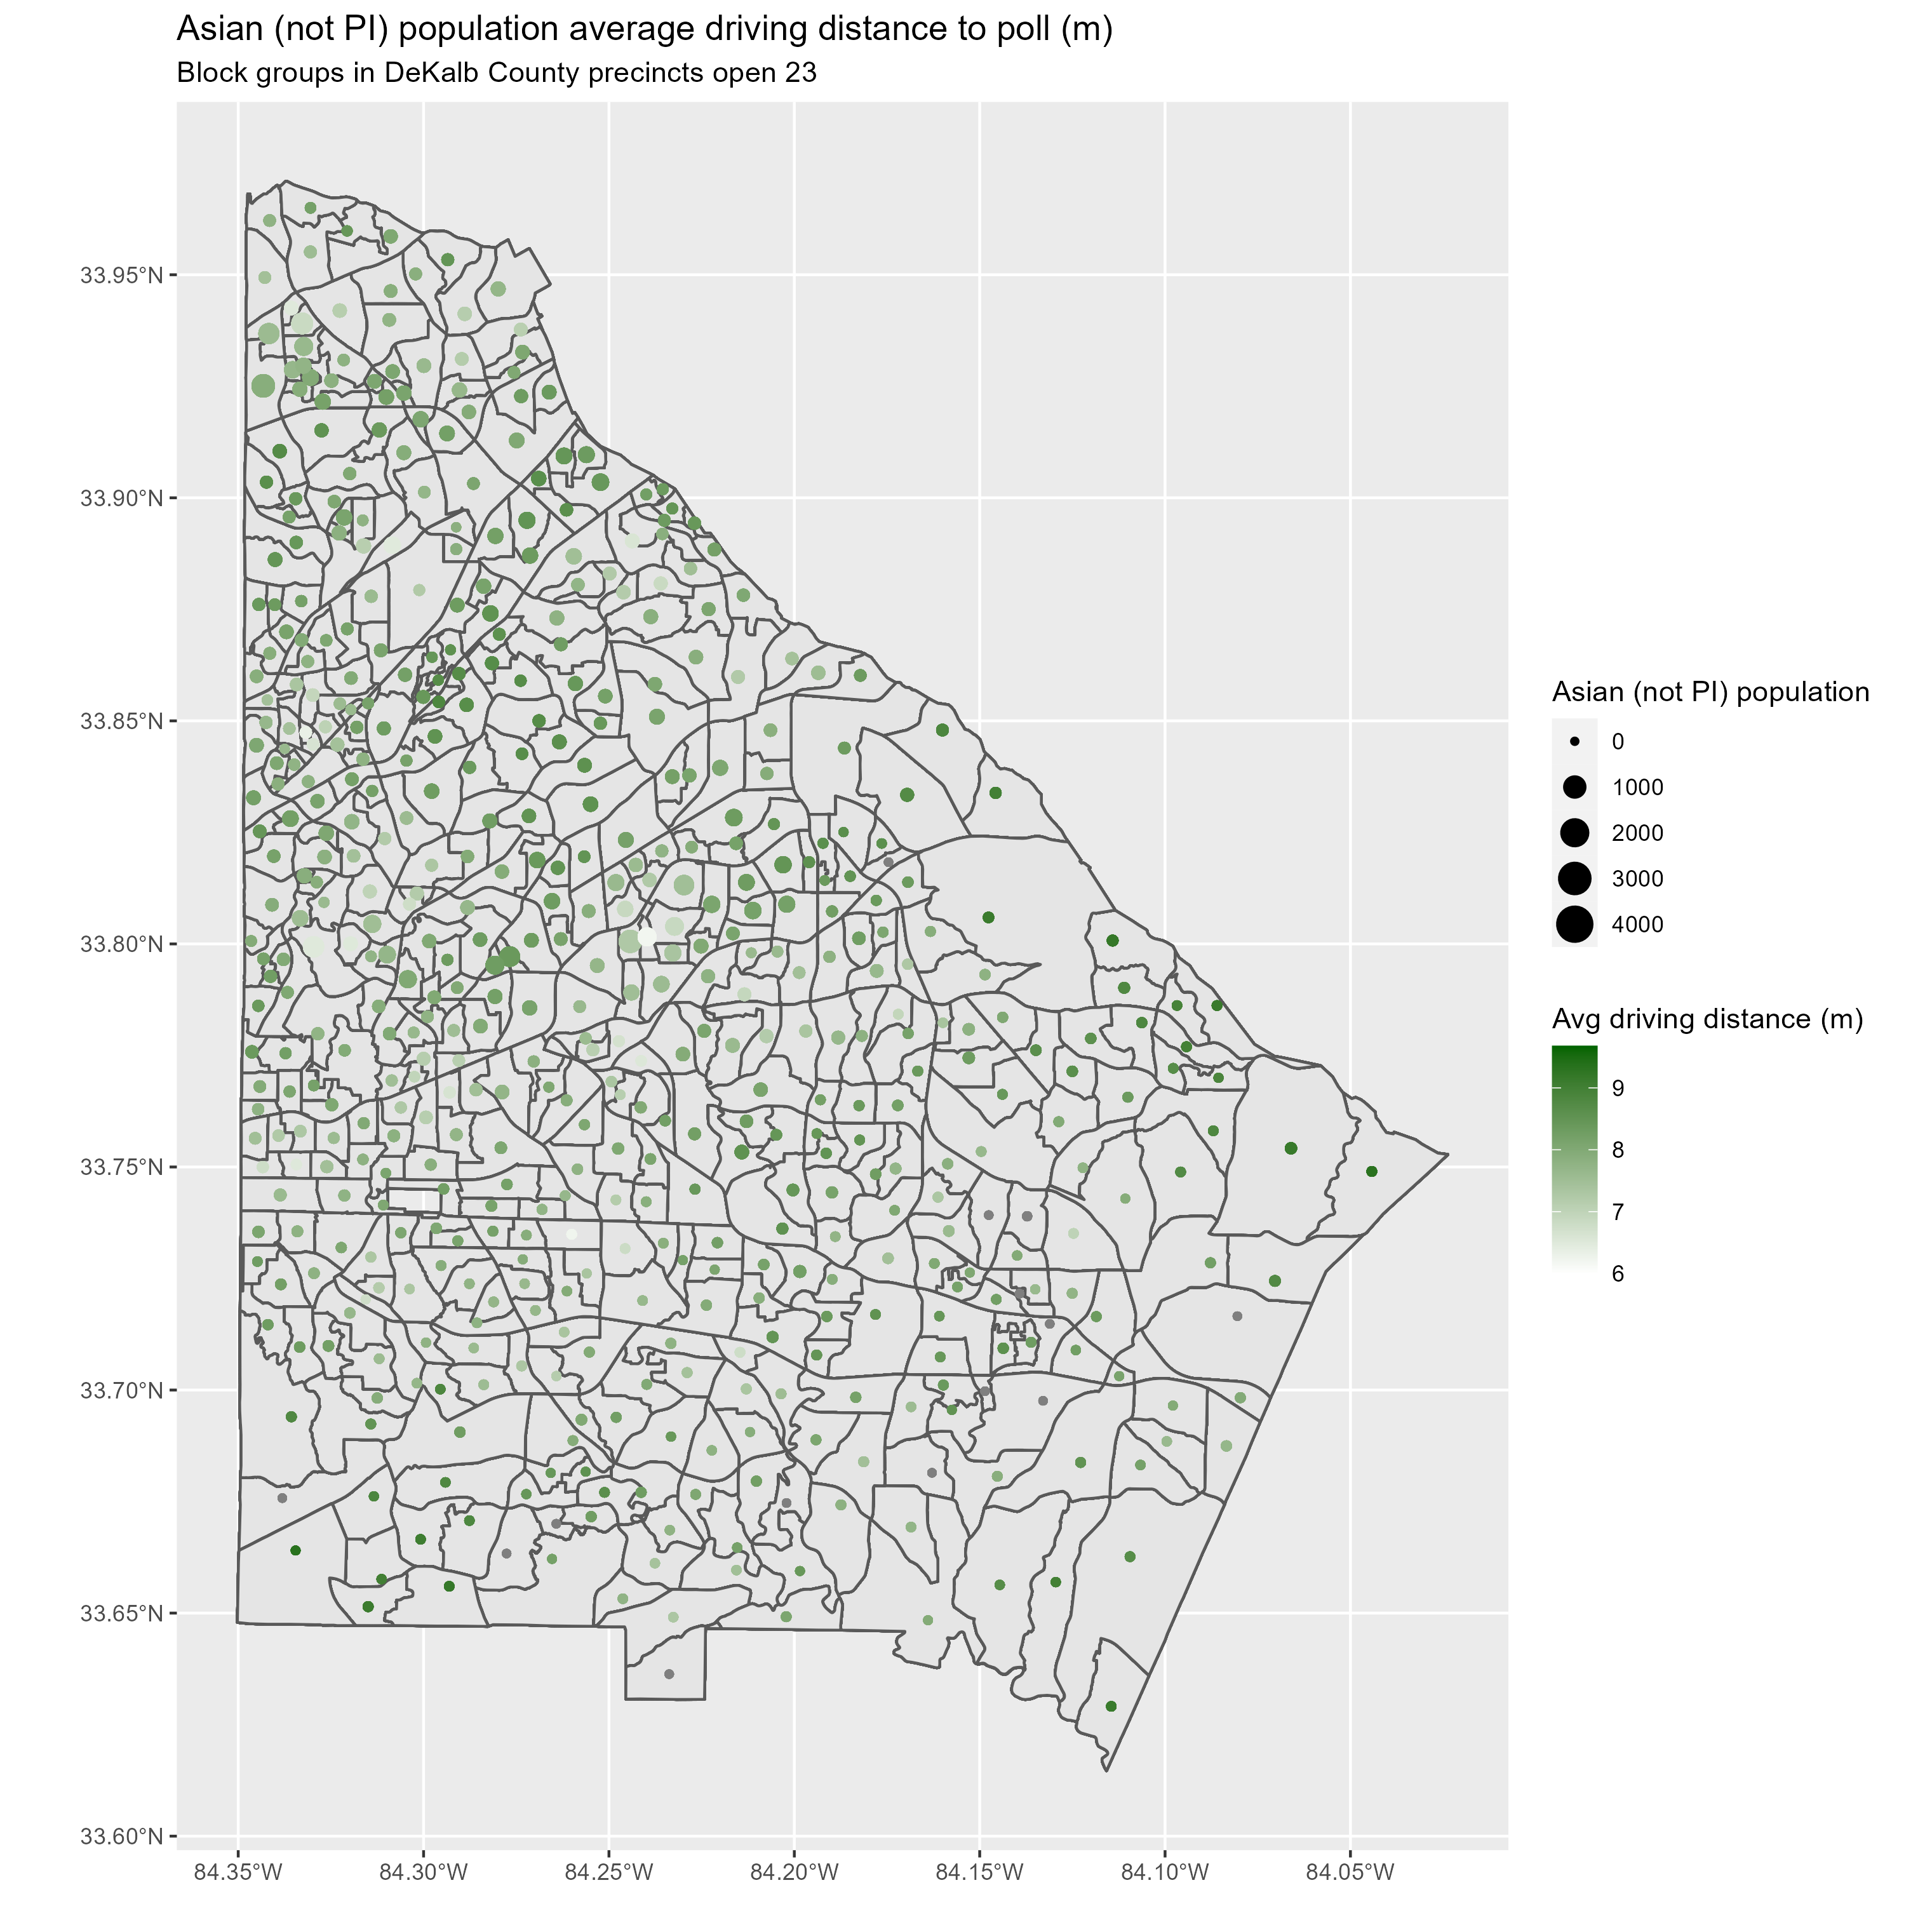 Asian (not PI) population average driving distance to poll (m)
Block groups in DeKalb County precincts open 23
33.95°N
33.90°N
33.85°N
33.80°N
33.75°N
33.70°N
33.65°N
33.60°N
84.35°W
84.30°W
84.25°W
84.20°W
84.15°W
84.10°W
84.05°W
Asian (not PI) population
0
1000
2000
3000
4000
Avg driving distance (m)
9
8
7
6